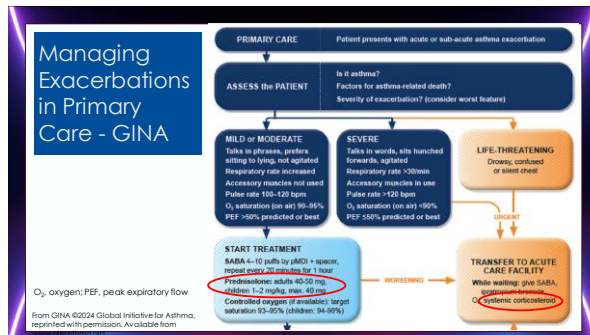 Managing
Exacerbations
in Primary
Care - GINA
O₂, oxygen; PEF, peak expiratory flow
From GINA ©2024 Global Initiative for Asthma,
reprinted with permission. Available from
PRIMARY CARE
Patient presents with acute or sub-acute asthma exacerbation
ASSESS the PATIENT
Is it asthma?
Factors for asthma-related death?
Severity of exacerbation? (consider worst feature)
MILD or MODERATE
Talks in phrases, prefers
sitting to lying, not agitated
Respiratory rate increased
Accessory muscles not used
Pulse rate 100–120 bpm
O₂ saturation (on air) 90–95%
PEF >50% predicted or best
SEVERE
Talks in words, sits hunched
forwards, agitated
Respiratory rate >30/min
Accessory muscles in use
Pulse rate >120 bpm
O₂ saturation (on air) <90%
PEF ≤50% predicted or best
LIFE-THREATENING
Drowsy, confused
or silent chest
URGENT
START TREATMENT
SABA 4–10 puffs by pMDI + spacer,
repeat every 20 minutes for 1 hour
Prednisolone: adults 40-50 mg,
children 1–2 mg/kg, max. 40 mg
Controlled oxygen (if available): target
saturation 93–95% (children: 94-98%)
WORSENING
TRANSFER TO ACUTE
CARE FACILITY
While waiting: give SABA,
ipratropium bromide,
O₂, systemic corticosteroid